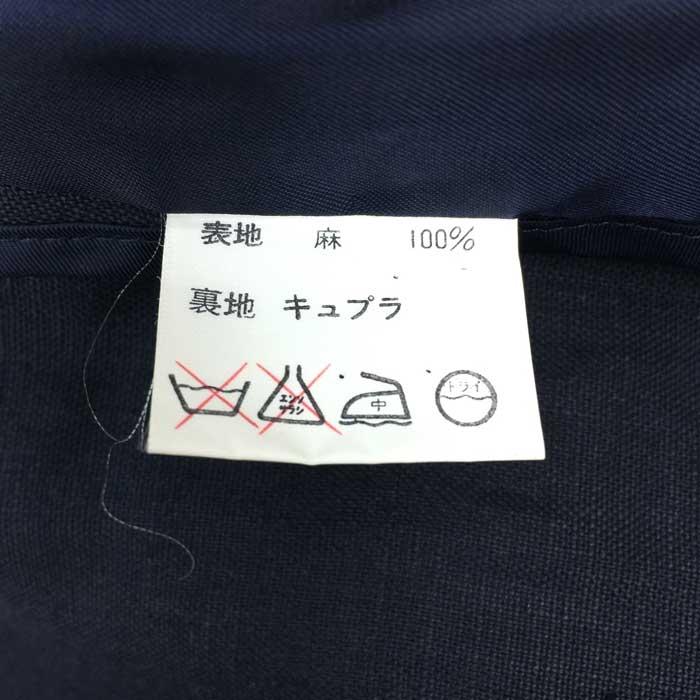 表地 麻 100%
裏地 キュプラ
エンソ
サラシ
中
ドライ